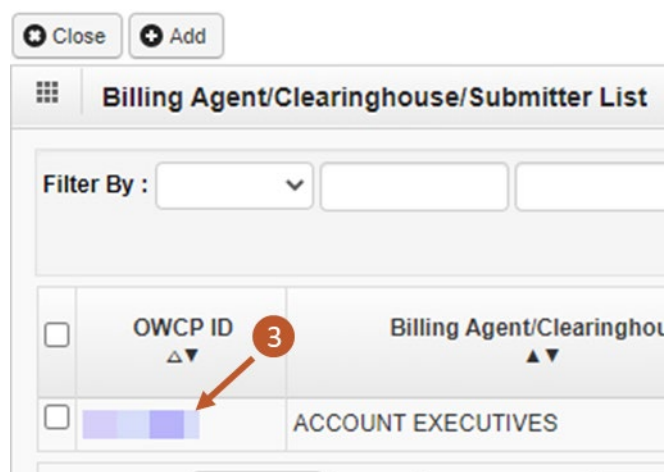 Close Add
Billing Agent/Clearinghouse/Submitter List
Filter By :
OWCP ID 3 Billing Agent/Clearinghou
ACCOUNT EXECUTIVES